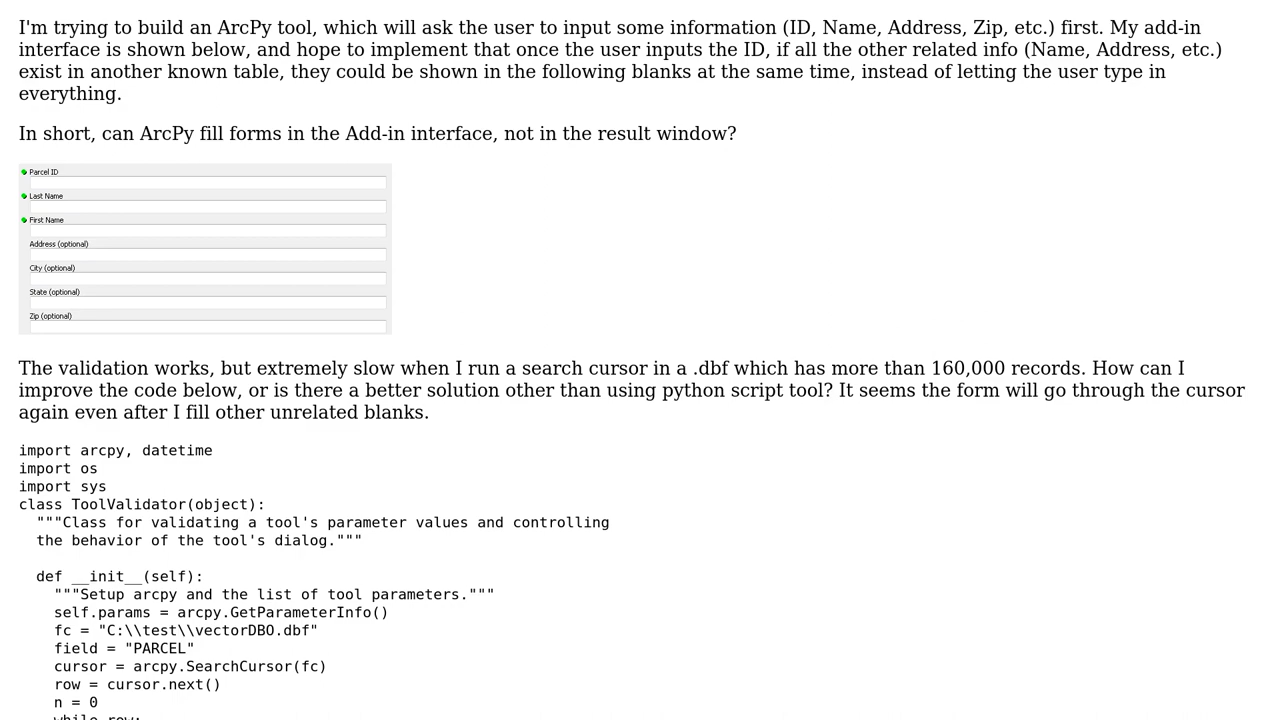 I'm trying to build an ArcPy tool, which will ask the user to input some information (ID, Name, Address, Zip, etc.) first. My add-in
interface is shown below, and hope to implement that once the user inputs the ID, if all the other related info (Name, Address, etc.)
exist in another known table, they could be shown in the following blanks at the same time, instead of letting the user type in
everything.
In short, can ArcPy fill forms in the Add-in interface, not in the result window?
Parcel ID
Last Name
First Name
Address (optional)
City (optional)
State (optional)
Zip (optional)
The validation works, but extremely slow when I run a search cursor in a .dbf which has more than 160,000 records. How can I
improve the code below, or is there a better solution other than using python script tool? It seems the form will go through the cursor
again even after I fill other unrelated blanks.
import arcpy, datetime
import os
import sys
class ToolValidator(object):
  """Class for validating a tool's parameter values and controlling
  the behavior of the tool's dialog."""
  def __init__(self):
    """Setup arcpy and the list of tool parameters."""
    self.params = arcpy.GetParameterInfo()
    fc = "C:\\test\\vectorDBO.dbf"
    field = "PARCEL"
    cursor = arcpy.SearchCursor(fc)
    row = cursor.next()
    n = 0
    while row: